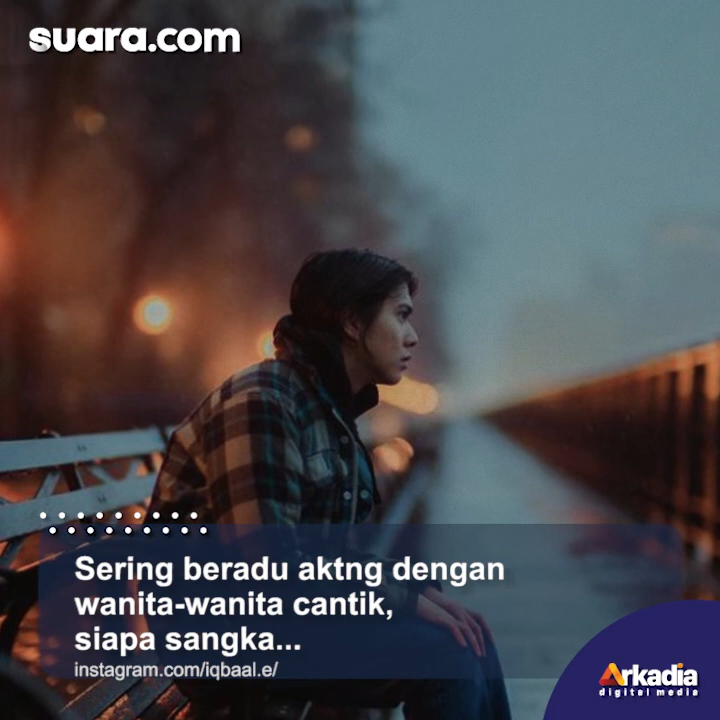 suara.com
Sering beradu aktng dengan
wanita-wanita cantik,
siapa sangka...
instagram.com/iqbaal.e/
Arkadia
digital media